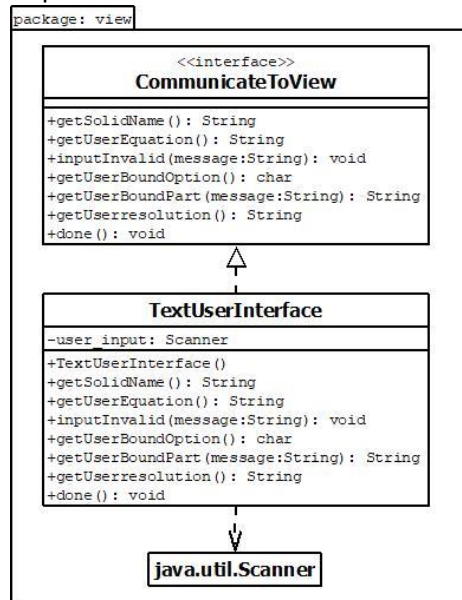 package: view
<<interface>>
CommunicateToView
+getSolidName(): String
+getUserEquation(): String
+inputInvalid(message:String): void
+getUserBoundOption(): char
+getUserBoundPart(message:String): String
+getUserresolution(): String
+done(): void
TextUserInterface
-user_input: Scanner
+TextUserInterface()
+getSolidName(): String
+getUserEquation(): String
+inputInvalid(message:String): void
+getUserBoundOption(): char
+getUserBoundPart(message:String): String
+getUserresolution(): String
+done(): void
java.util.Scanner